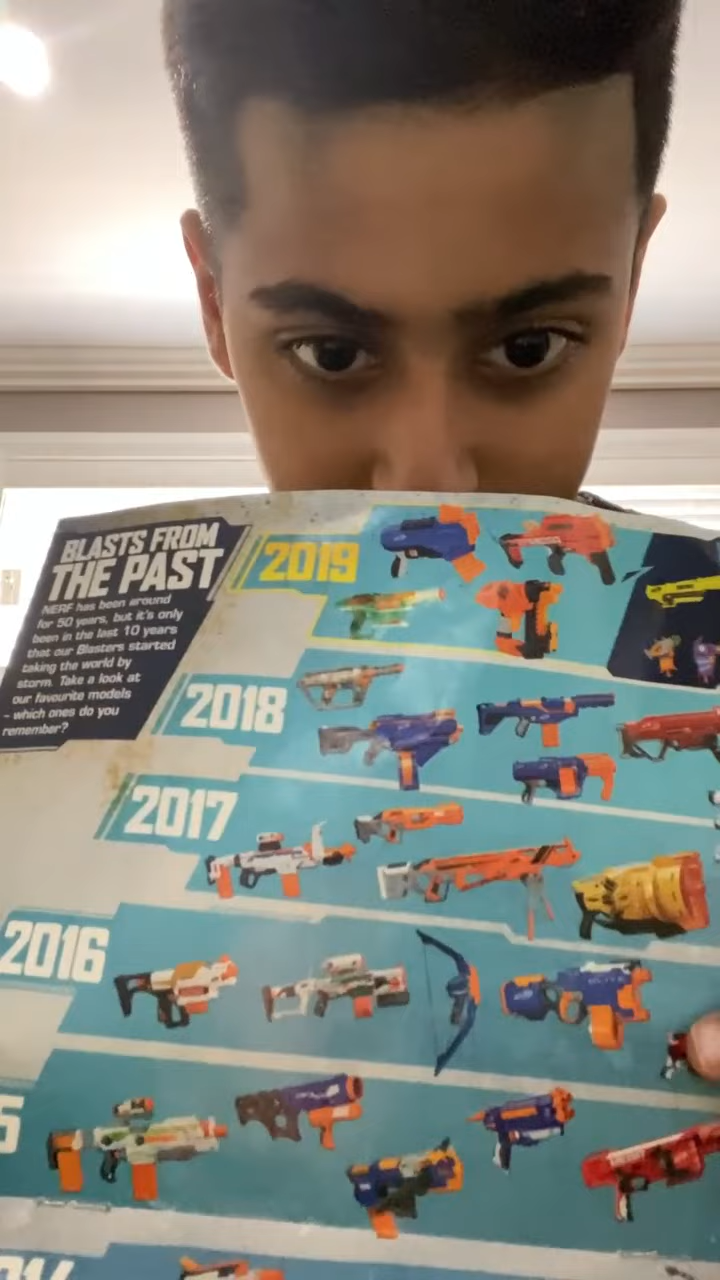 BLASTS FROM
THE PAST
NERF has been around
for 50 years, but it's only
been in the last 10 years
that our Blasters started
taking the world by
storm. Take a look at
our favourite models
– which ones do you
remember?
2019
2018
2017
2016
5